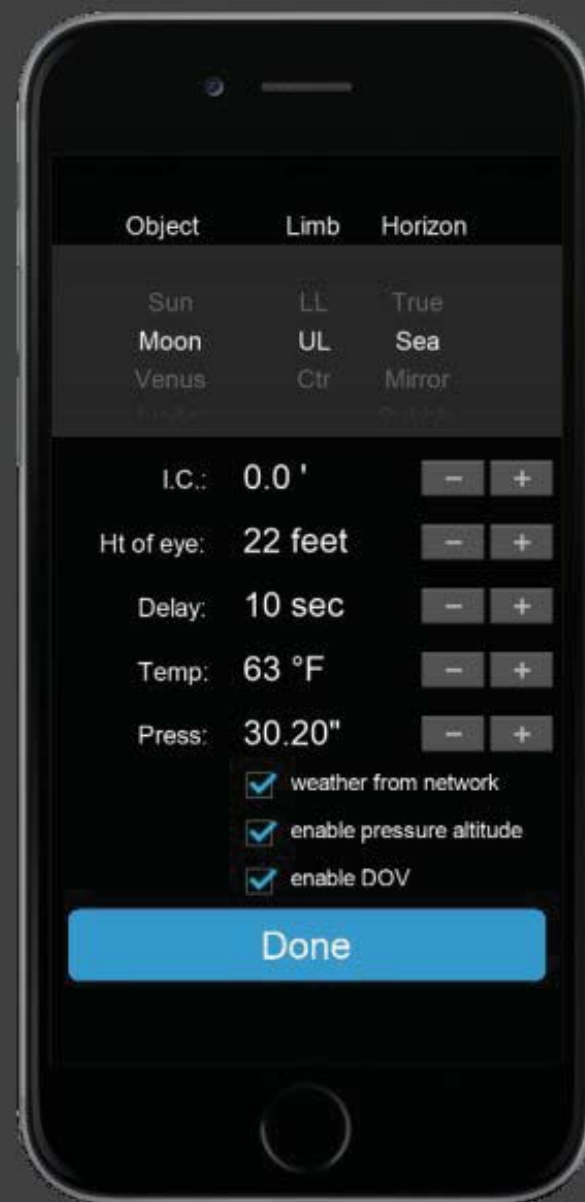 Object Limb Horizon
Sun LL True
Moon UL Sea
Venus Ctr Mirror
I.C.: 0.0 ' − +
Ht of eye: 22 feet − +
Delay: 10 sec − +
Temp: 63 °F − +
Press: 30.20" − +
weather from network
enable pressure altitude
enable DOV
Done